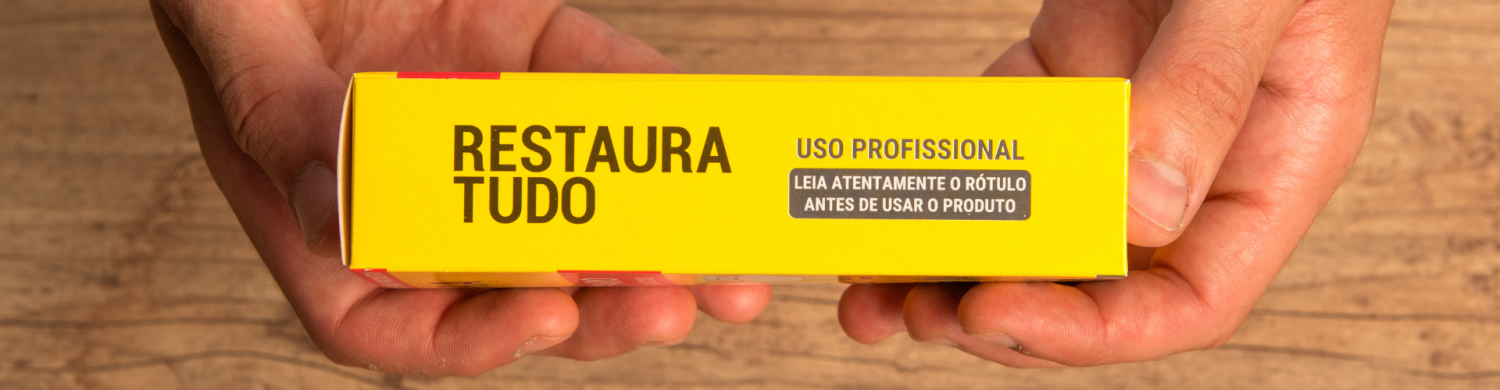 RESTAURA
TUDO
USO PROFISSIONAL
LEIA ATENTAMENTE O RÓTULO
ANTES DE USAR O PRODUTO